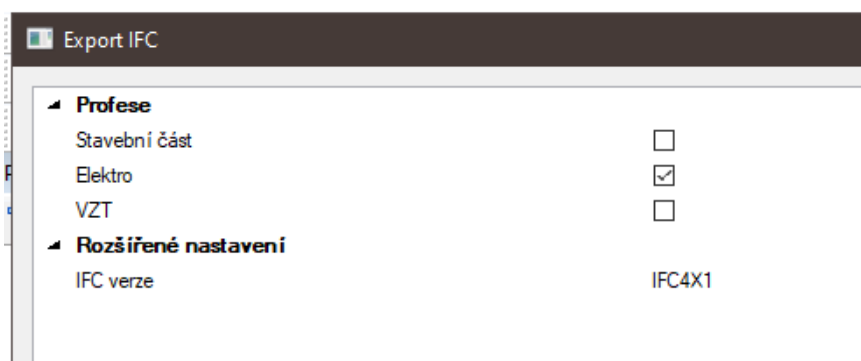 Export IFC
Profese
Stavební část
Elektro
VZT
Rozšířené nastavení
IFC verze IFC4X1